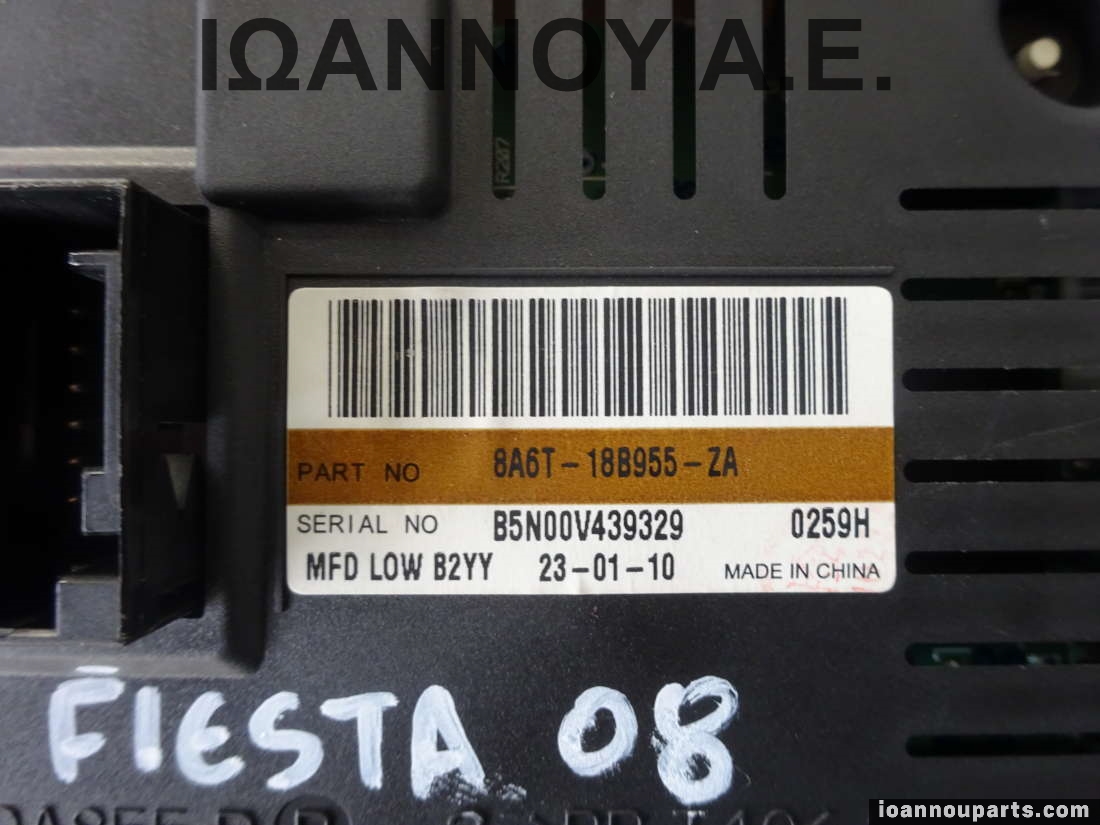 ΙΩΑΝΝΟΥ Α.Ε.
PART NO 8A6T-18B955-ZA
SERIAL NO B5N00V439329 0259H
MFD LOW B2YY 23-01-10 MADE IN CHINA
FIESTA 08
ioannouparts.com